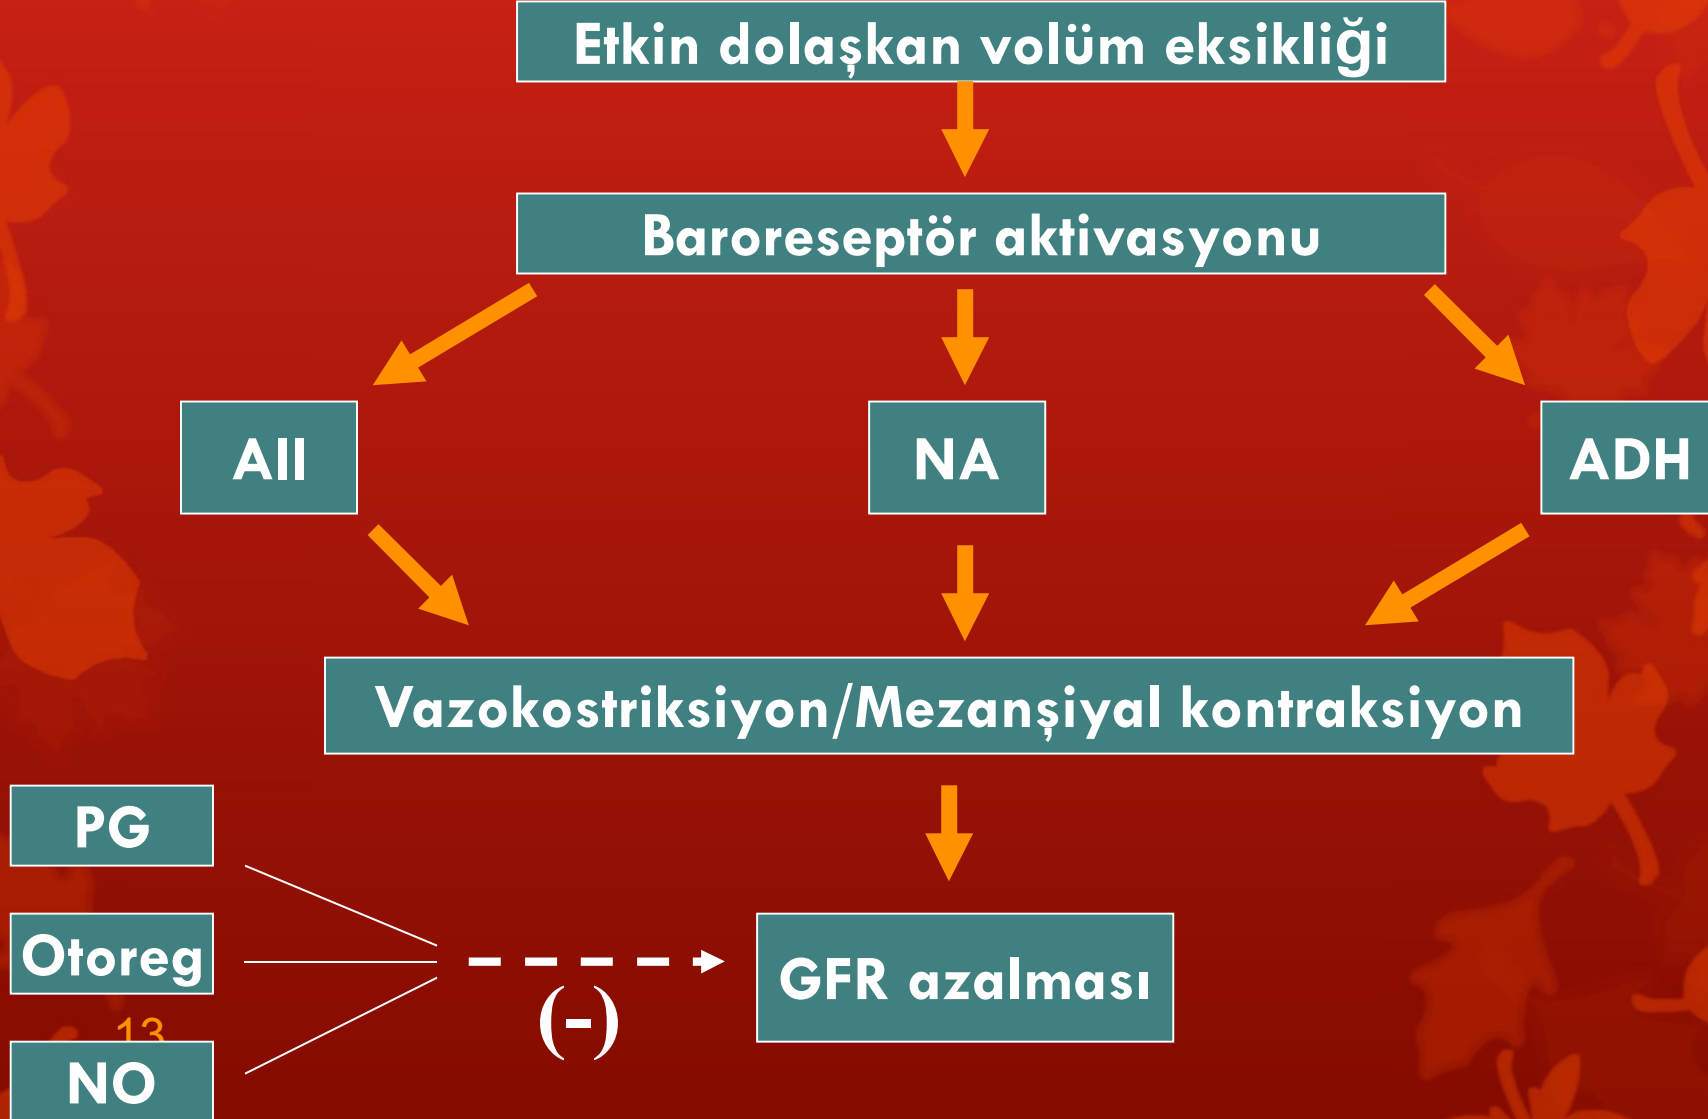 Etkin dolaşkan volüm eksikliği
Baroreseptör aktivasyonu
AII
NA
ADH
Vazokostriksiyon/Mezanşiyal kontraksiyon
PG
Otoreg
GFR azalması
(-)
13
NO